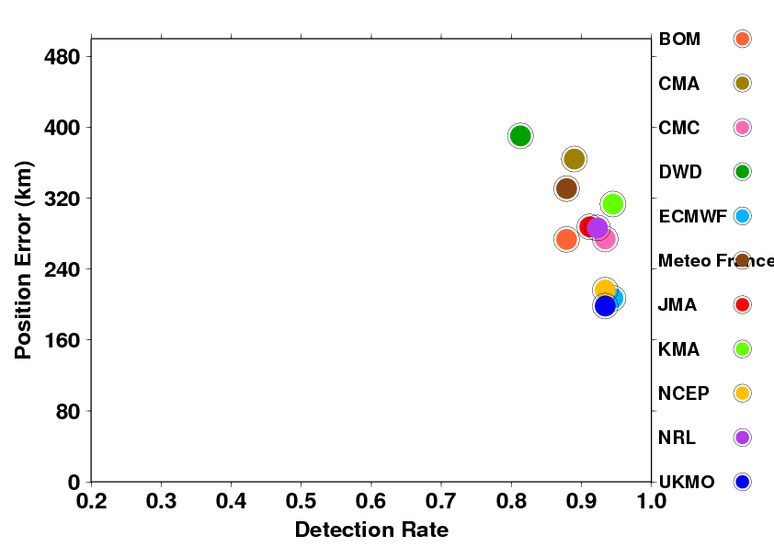 BOM
480
CMA
400
CMC
DWD
320
ECMWF
240
Meteo France
JMA
160
KMA
80
NCEP
NRL
0
UKMO
0.2 0.3 0.4 0.5 0.6 0.7 0.8 0.9 1.0
Detection Rate
Position Error (km)